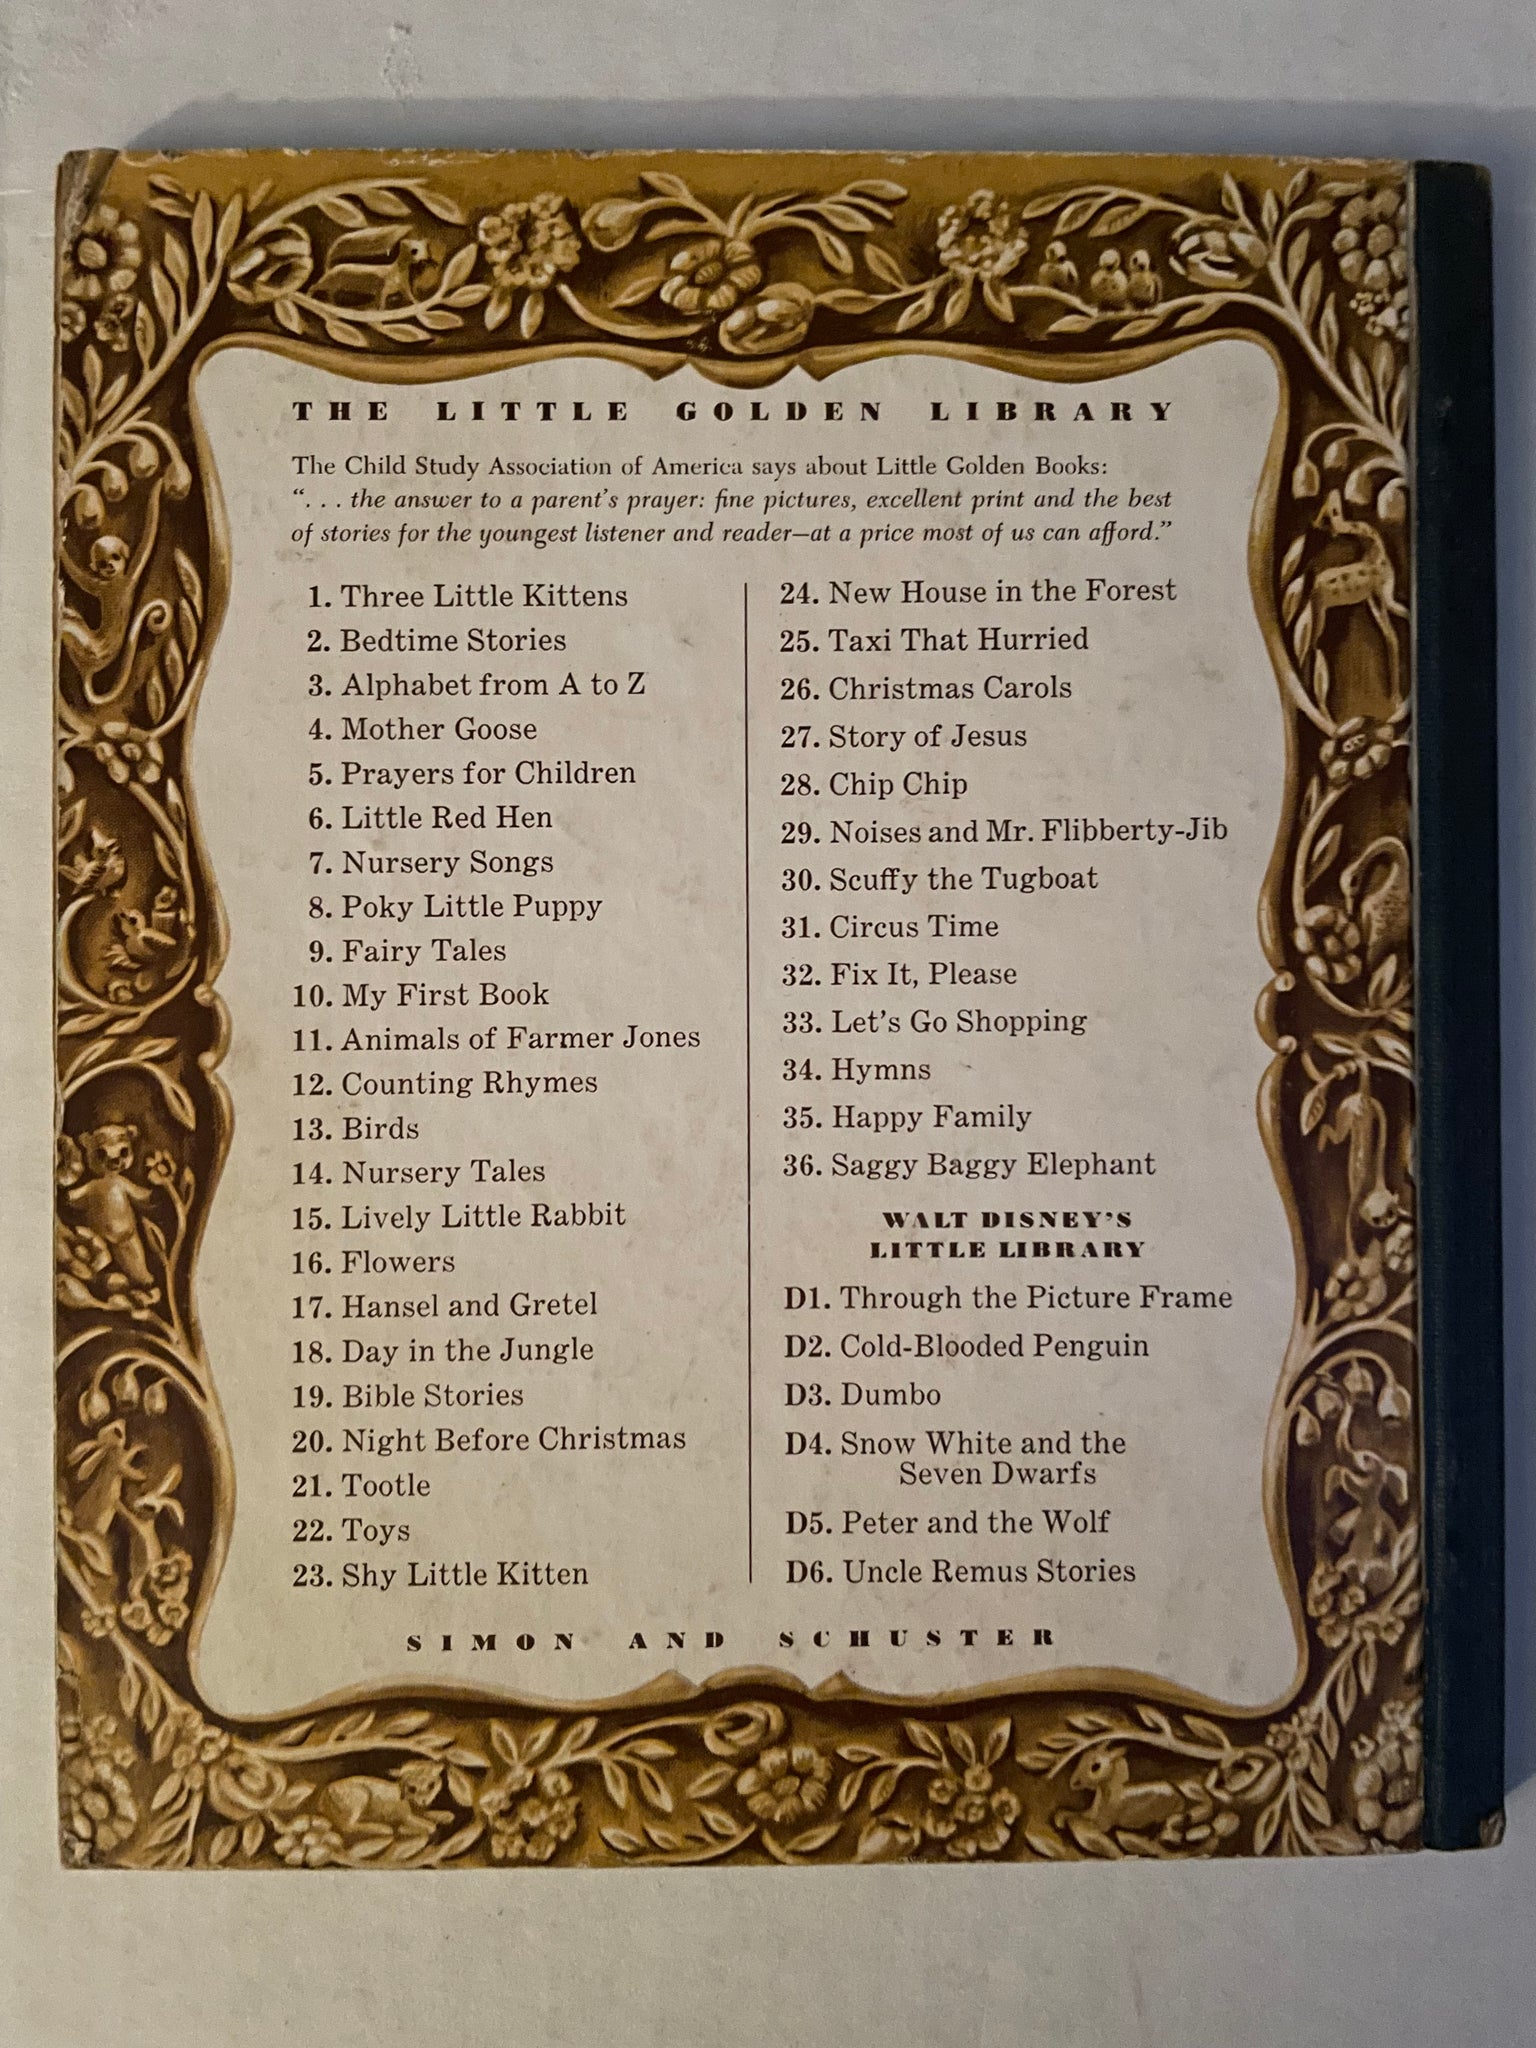 THE LITTLE GOLDEN LIBRARY
The Child Study Association of America says about Little Golden Books:
“. . . the answer to a parent’s prayer: fine pictures, excellent print and the best
of stories for the youngest listener and reader—at a price most of us can afford.”
1. Three Little Kittens
2. Bedtime Stories
3. Alphabet from A to Z
4. Mother Goose
5. Prayers for Children
6. Little Red Hen
7. Nursery Songs
8. Poky Little Puppy
9. Fairy Tales
10. My First Book
11. Animals of Farmer Jones
12. Counting Rhymes
13. Birds
14. Nursery Tales
15. Lively Little Rabbit
16. Flowers
17. Hansel and Gretel
18. Day in the Jungle
19. Bible Stories
20. Night Before Christmas
21. Tootle
22. Toys
23. Shy Little Kitten
24. New House in the Forest
25. Taxi That Hurried
26. Christmas Carols
27. Story of Jesus
28. Chip Chip
29. Noises and Mr. Flibberty-Jib
30. Scuffy the Tugboat
31. Circus Time
32. Fix It, Please
33. Let’s Go Shopping
34. Hymns
35. Happy Family
36. Saggy Baggy Elephant
WALT DISNEY’S
LITTLE LIBRARY
D1. Through the Picture Frame
D2. Cold-Blooded Penguin
D3. Dumbo
D4. Snow White and the
Seven Dwarfs
D5. Peter and the Wolf
D6. Uncle Remus Stories
SIMON AND SCHUSTER